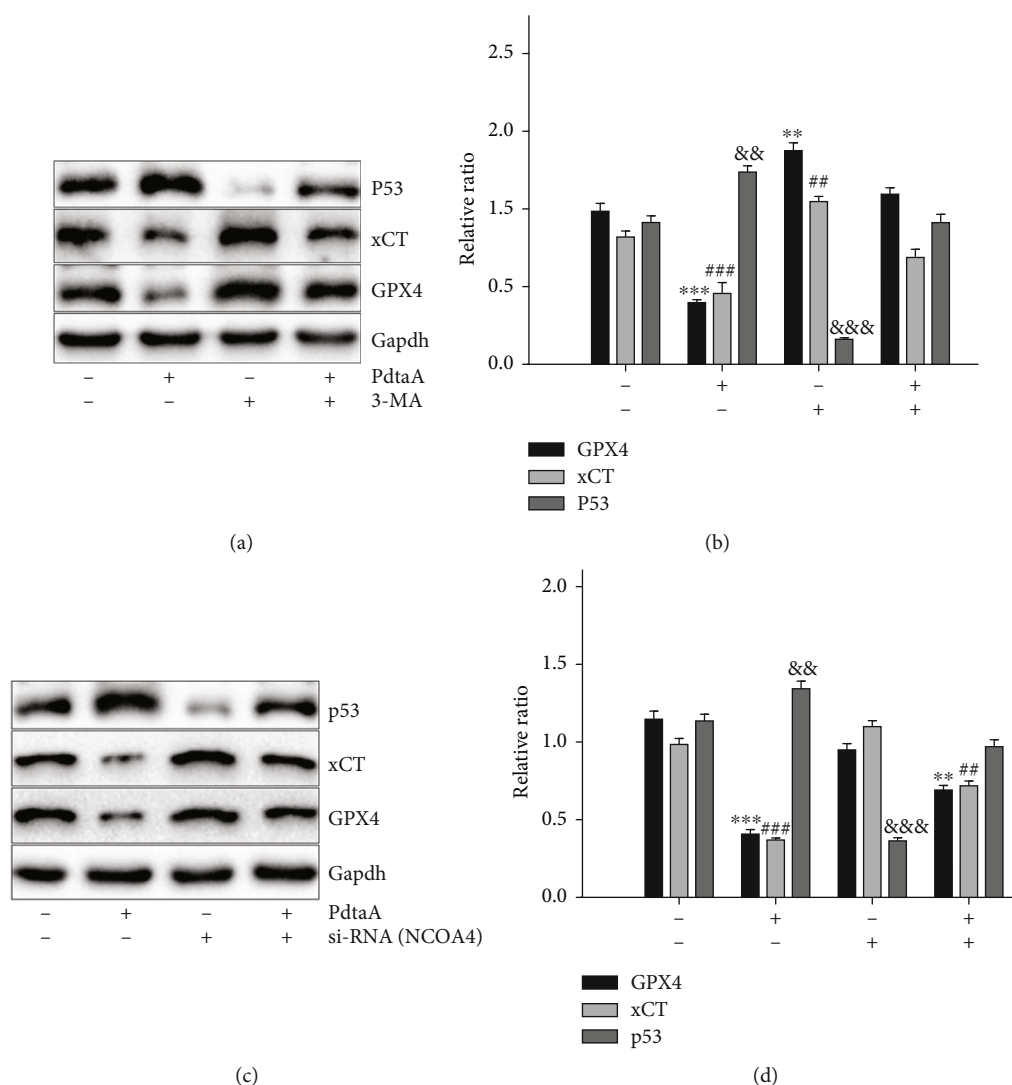 P53
xCT
GPX4
Gapdh
– + – + PdtaA
– – + + 3-MA
(a)
Relative ratio
2.5
2.0
1.5
0.5
0.0
*** ### &&
** ## &&&
– + – +
– – + +
GPX4
xCT
P53
(b)
p53
xCT
GPX4
Gapdh
– + – + PdtaA
– – + + si-RNA (NCOA4)
(c)
Relative ratio
2.0
1.5
1.0
0.5
0.0
*** ### &&
&&&
** ##
– + – +
– – + +
GPX4
xCT
p53
(d)